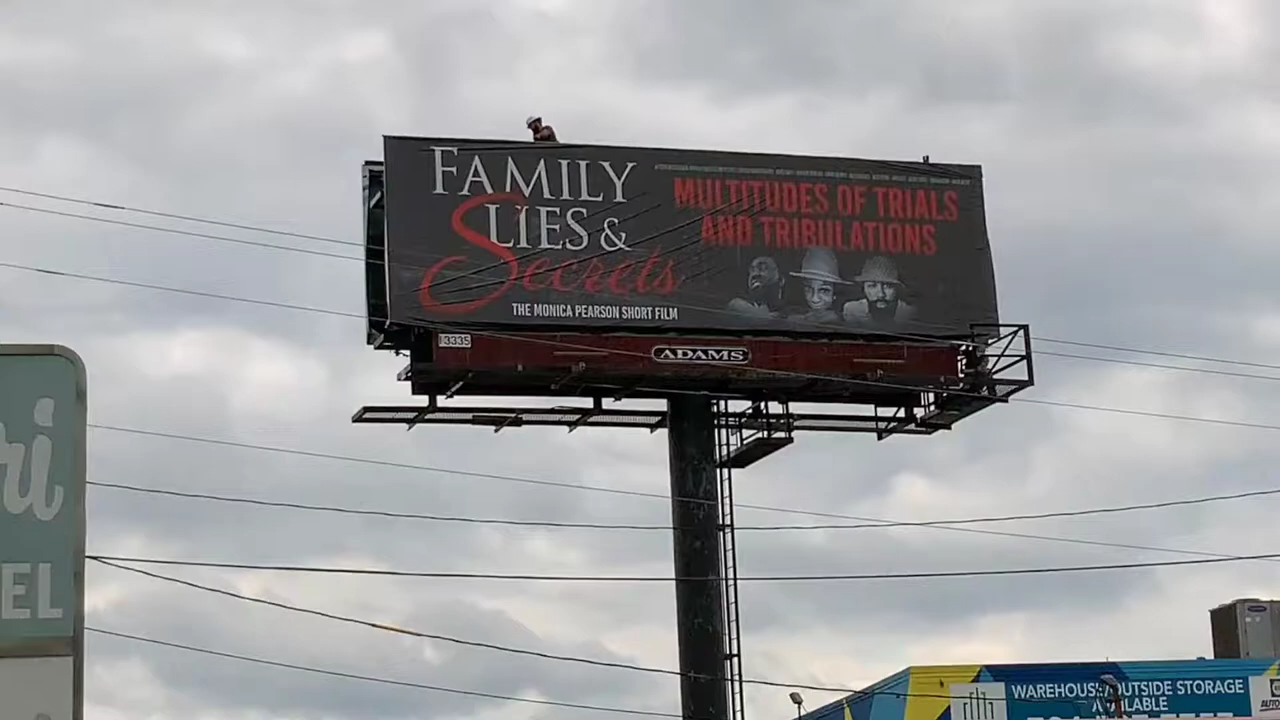 FAMILY
LIES &
Secrets
THE MONICA PEARSON SHORT FILM
MULTITUDES OF TRIALS
AND TRIBULATIONS
13335
ADAMS
ri
EL
WAREHOUSE/OUTSIDE STORAGE
AVAILABLE